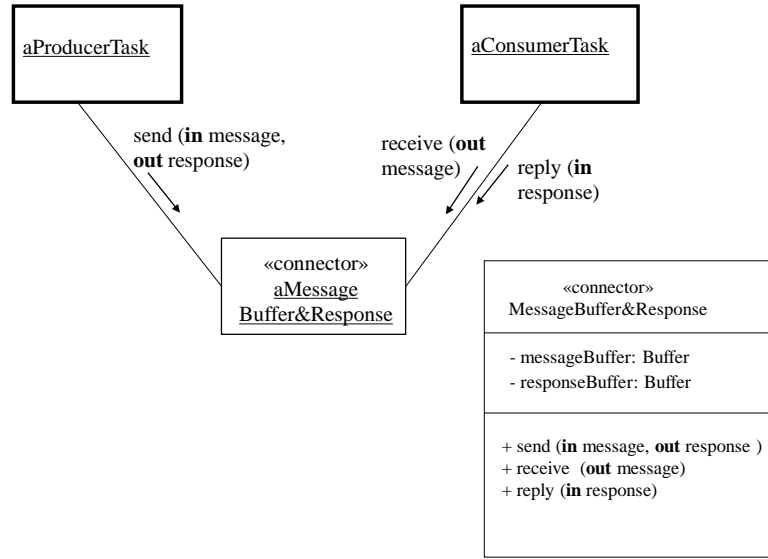 aProducerTask
aConsumerTask
send (in message,
out response)
receive (out
message)
reply (in
response)
«connector»
aMessage
Buffer&Response
«connector»
MessageBuffer&Response
- messageBuffer: Buffer
- responseBuffer: Buffer
+ send (in message, out response )
+ receive  (out message)
+ reply (in response)